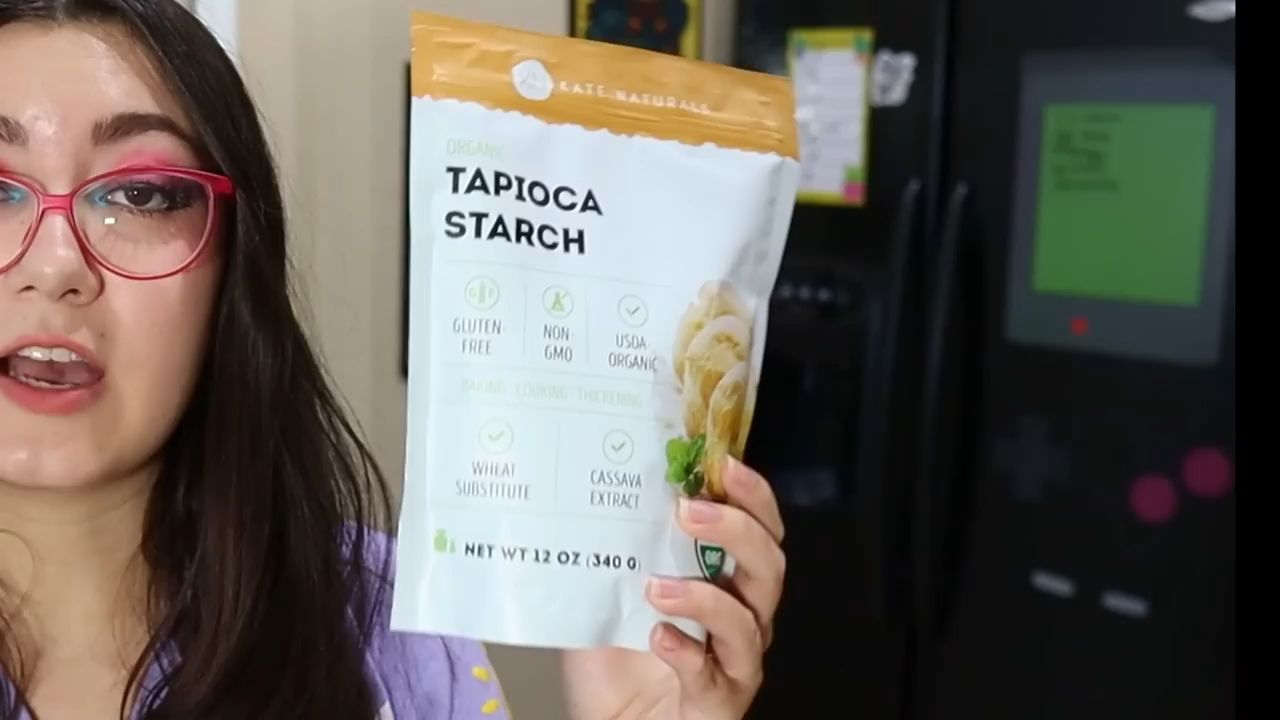 KATE NATURALS
ORGANIC
TAPIOCA
STARCH
G F
GLUTEN-
FREE
NON-
GMO
USDA-
ORGANIC
BAKING COOKING THICKENING
WHEAT
SUBSTITUTE
CASSAVA
EXTRACT
NET WT 12 OZ (340 G)